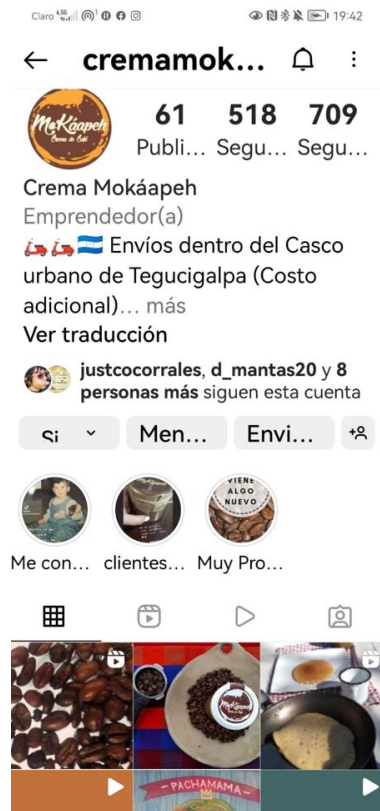 Claro 4.5G 19:42
cremamok...
61 518 709
Publi... Segu... Segu...
MoKáapeh
Crema de Café
Crema Mokáapeh
Emprendedor(a)
Envíos dentro del Casco
urbano de Tegucigalpa (Costo
adicional)... más
Ver traducción
justcocorrales, d_mantas20 y 8
personas más siguen esta cuenta
Si Men... Envi...
VIENE
ALGO
NUEVO
Me con... clientes... Muy Pro...
MoKáapeh
PACHAMAMA